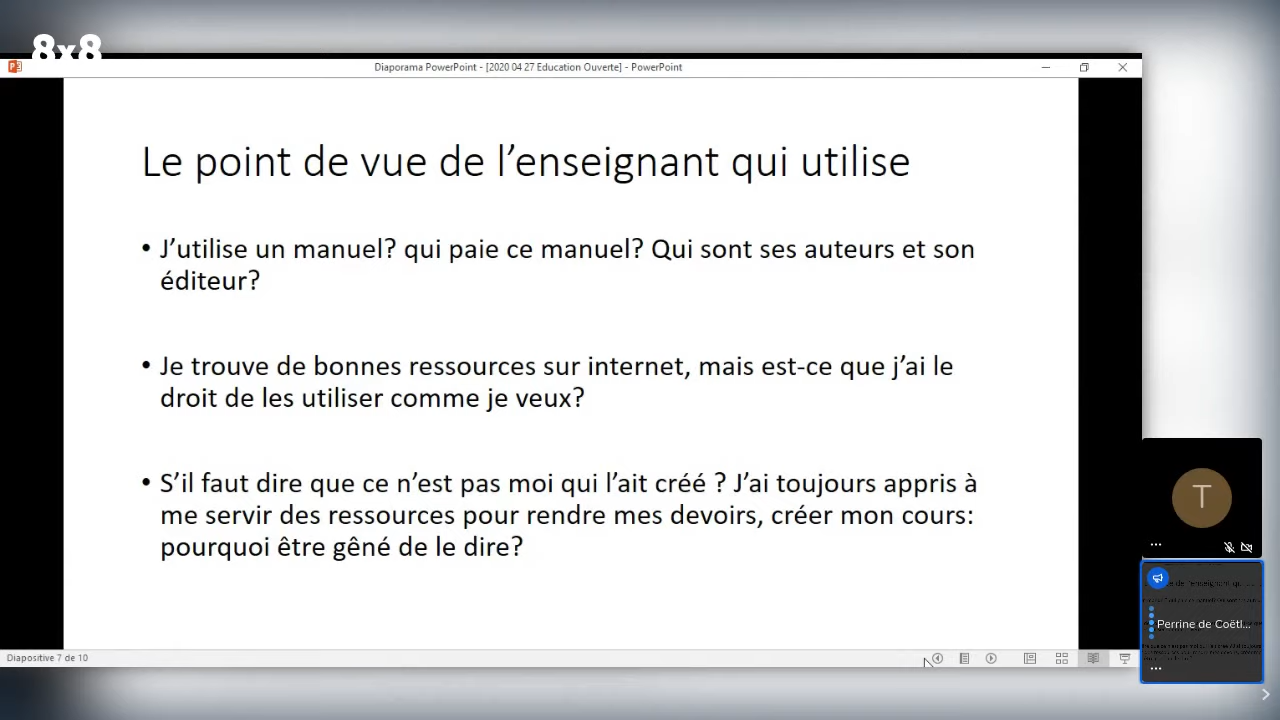 8x8
Diaporama PowerPoint - [2020 04 27 Education Ouverte] - PowerPoint
Le point de vue de l’enseignant qui utilise
• J’utilise un manuel? qui paie ce manuel? Qui sont ses auteurs et son
éditeur?
• Je trouve de bonnes ressources sur internet, mais est-ce que j’ai le
droit de les utiliser comme je veux?
• S’il faut dire que ce n’est pas moi qui l’ait créé ? J’ai toujours appris à
me servir des ressources pour rendre mes devoirs, créer mon cours:
pourquoi être gêné de le dire?
T
Perrine de Coëtl...
Diapositive 7 de 10